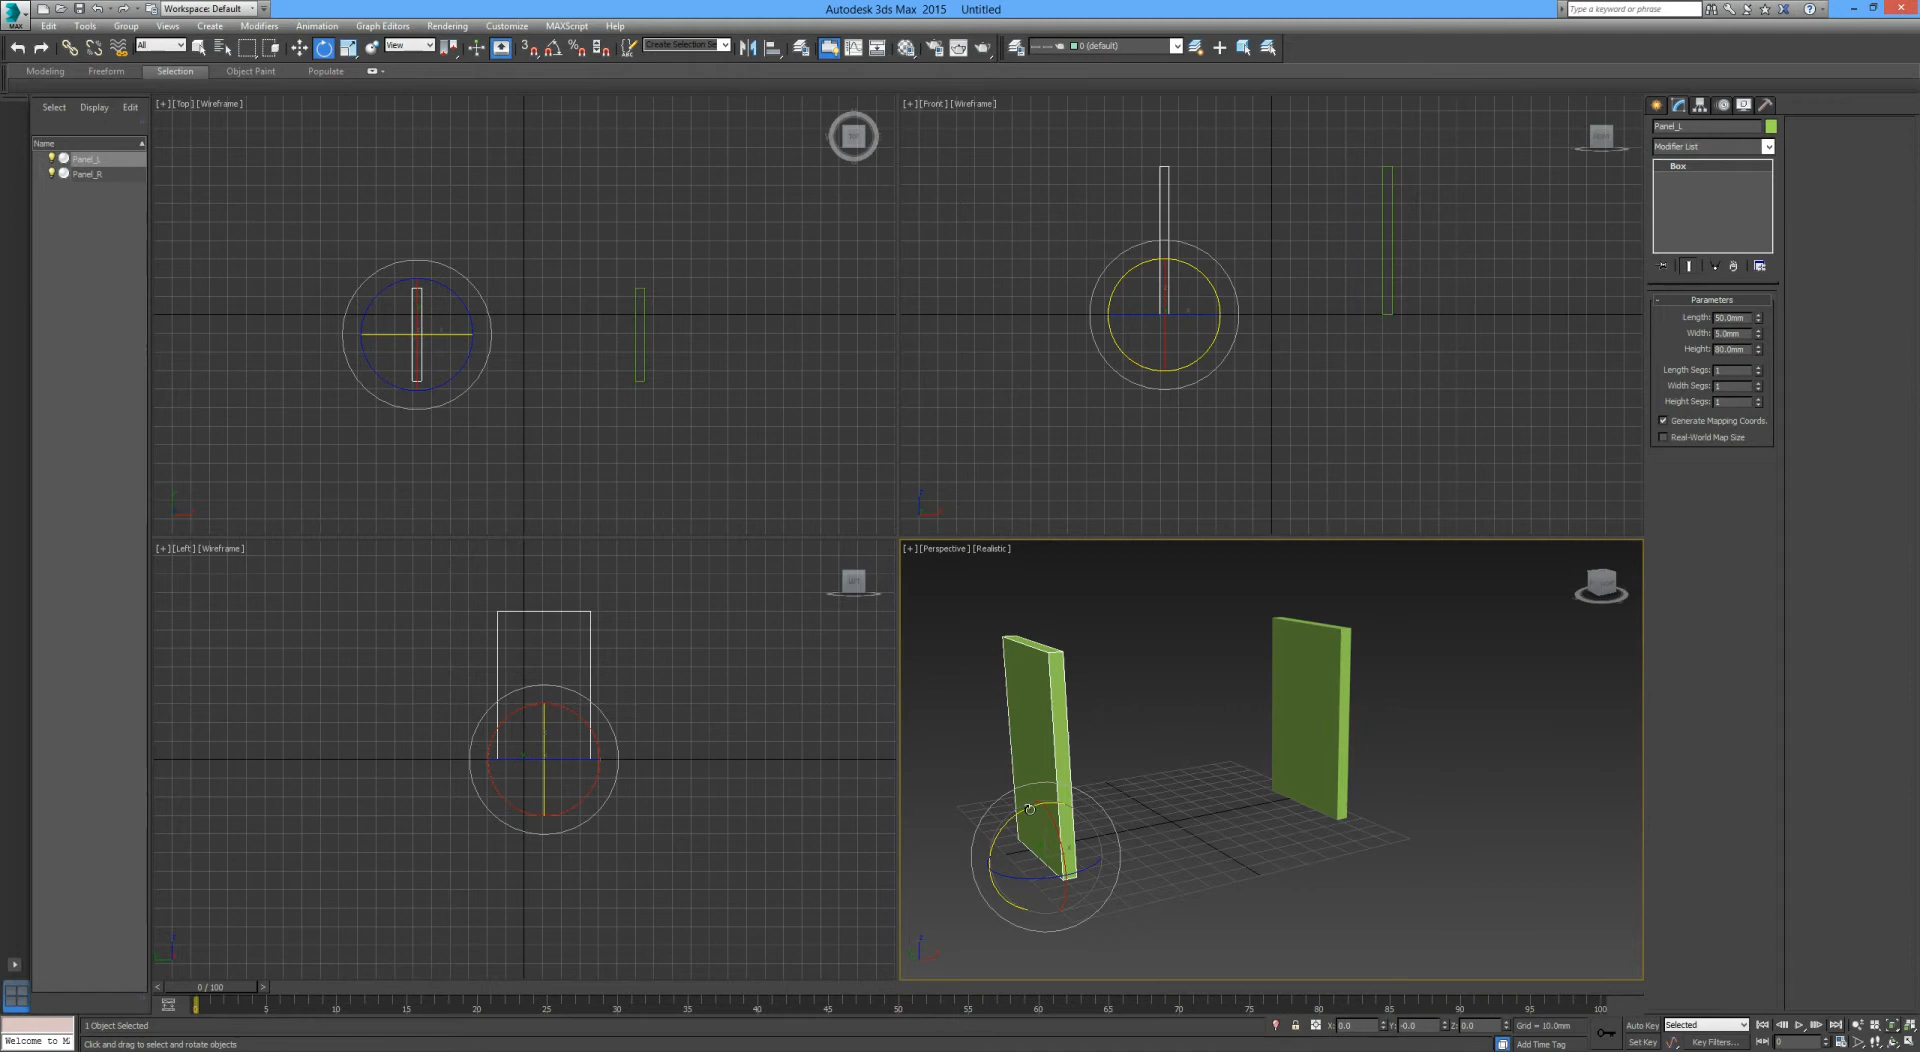 Workspace: Default
Autodesk 3ds Max 2015 Untitled
Type a keyword or phrase
MAX
Edit Tools Group Views Create Modifiers Animation Graph Editors Rendering Customize MAXScript Help
All
View
Create Selection Se
0 (default)
Modeling Freeform Selection Object Paint Populate
Select Display Edit
Name
Panel_L
Panel_R
[+][Top][Wireframe]
TOP
[+][Front][Wireframe]
[+][Left][Wireframe]
LEFT
[+][Perspective][Realistic]
Panel_L
Modifier List
Box
Parameters
Length: 50.0mm
Width: 5.0mm
Height: 80.0mm
Length Segs: 1
Width Segs: 1
Height Segs: 1
Generate Mapping Coords.
Real-World Map Size
< 0 / 100 >
0 5 10 15 20 25 30 35 40 45 50 55 60 65 70 75 80 85 90 95 100
1 Object Selected
X: 0.0 Y: -0.0 Z: 0.0 Grid = 10.0mm Auto Key Selected
Welcome to M
Click and drag to select and rotate objects
Add Time Tag Set Key Key Filters... 0